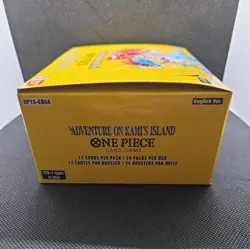 OP15-EB04
English Ver.
ADVENTURE ON KAMI'S ISLAND
ONE PIECE
CARD GAME
12 CARDS PER PACK / 24 PACKS PER BOX
12 CARTES PAR BOOSTER / 24 BOOSTERS PAR BOÎTE